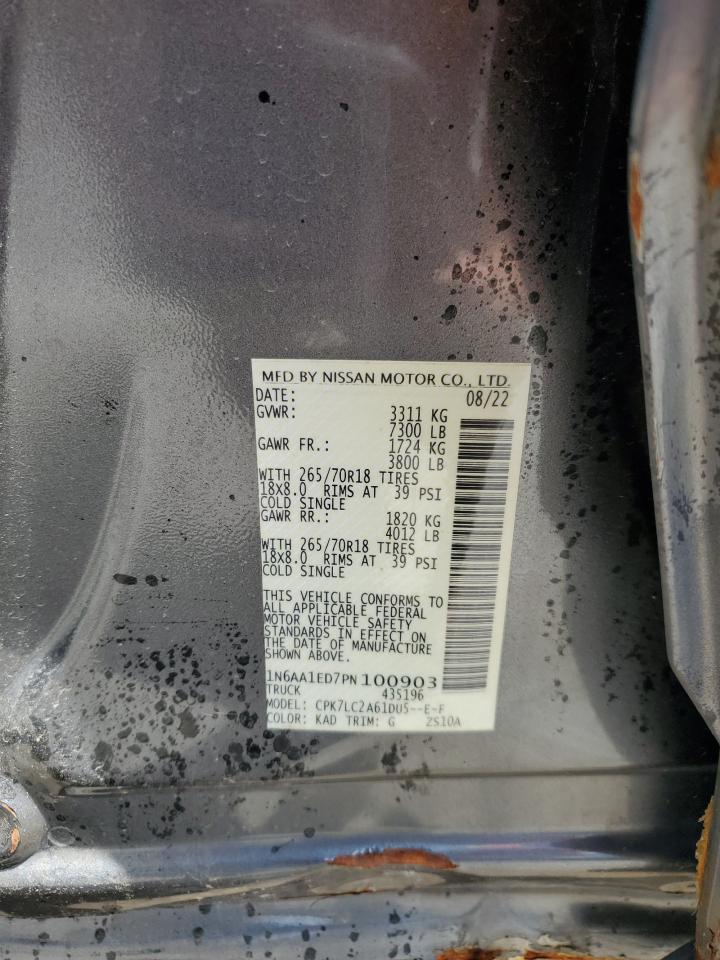 MFD BY NISSAN MOTOR CO., LTD.
DATE: 08/22
GVWR: 3311 KG
7300 LB
GAWR FR.: 1724 KG
3800 LB
WITH 265/70R18 TIRES
18X8.0 RIMS AT 39 PSI
COLD SINGLE
GAWR RR.: 1820 KG
4012 LB
WITH 265/70R18 TIRES
18X8.0 RIMS AT 39 PSI
COLD SINGLE
THIS VEHICLE CONFORMS TO
ALL APPLICABLE FEDERAL
MOTOR VEHICLE SAFETY
STANDARDS IN EFFECT ON
THE DATE OF MANUFACTURE
SHOWN ABOVE.
1N6AA1ED7PN100903
TRUCK 435196
MODEL: CPK7LC2A61DU5--E-F
COLOR: KAD TRIM: G ZS10A